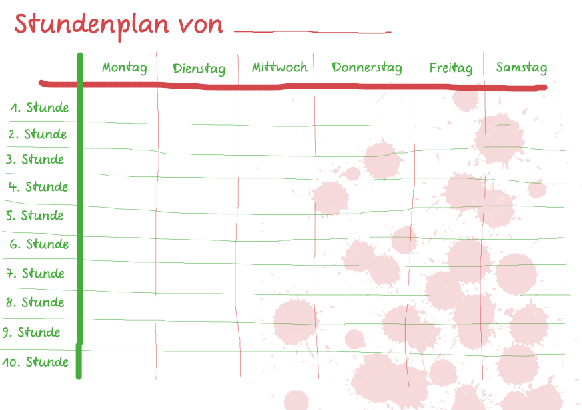 Stundenplan von
Montag Dienstag Mittwoch Donnerstag Freitag Samstag
1. Stunde
2. Stunde
3. Stunde
4. Stunde
5. Stunde
6. Stunde
7. Stunde
8. Stunde
9. Stunde
10. Stunde